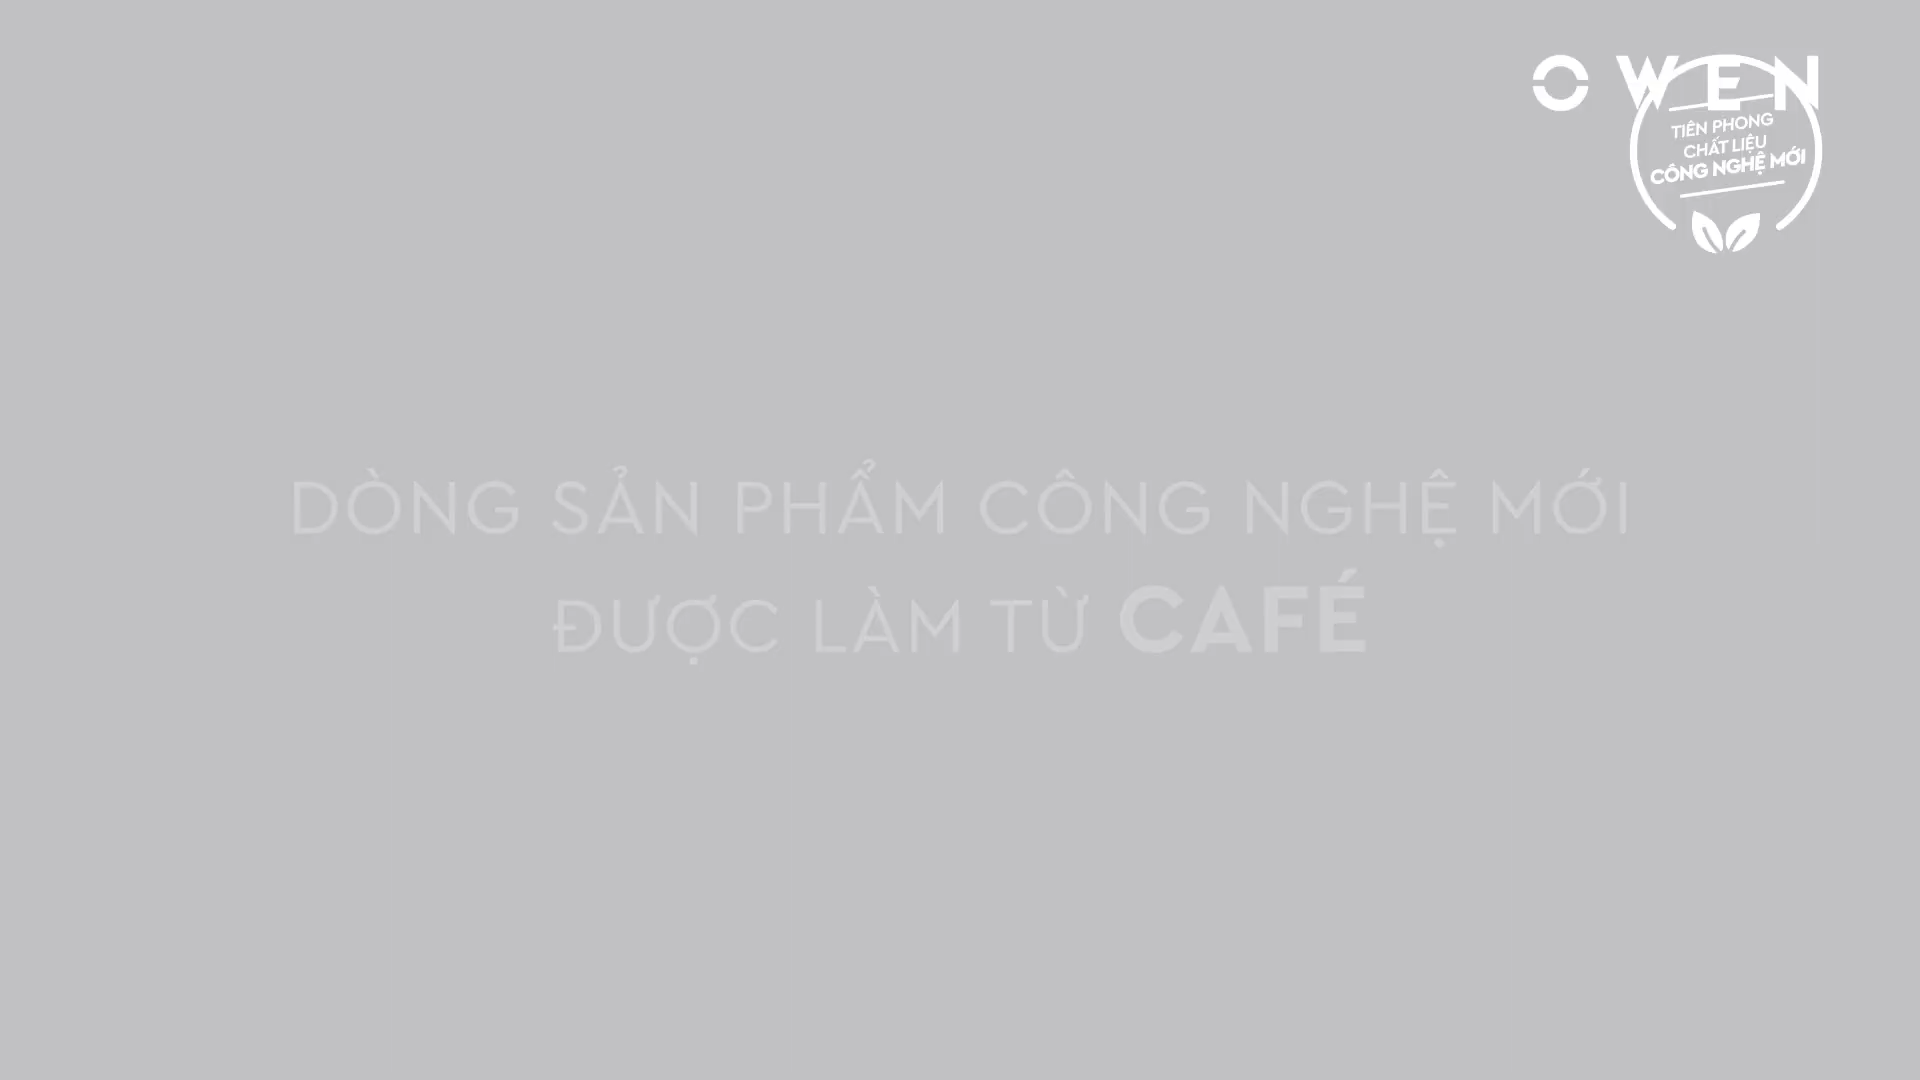 OWEN
TIÊN PHONG
CHẤT LIỆU
CÔNG NGHỆ MỚI
DÒNG SẢN PHẨM CÔNG NGHỆ MỚI
ĐƯỢC LÀM TỪ CAFÉ